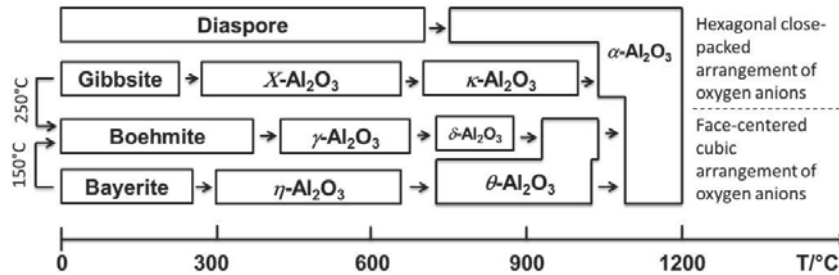 Diaspore
α-Al₂O₃
Hexagonal close-
packed
arrangement of
oxygen anions
250°C
Gibbsite
X-Al₂O₃
κ-Al₂O₃
Boehmite
γ-Al₂O₃
δ-Al₂O₃
Face-centered
cubic
arrangement of
oxygen anions
150°C
Bayerite
η-Al₂O₃
θ-Al₂O₃
0 300 600 900 1200 T/°C